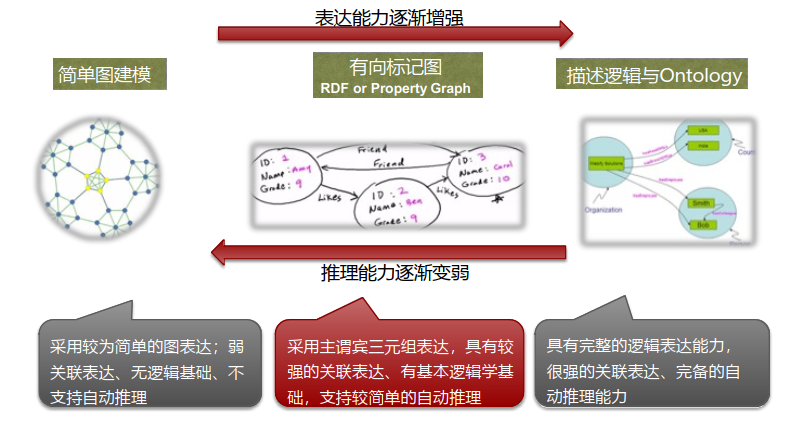 表达能力逐渐增强
简单图建模
有向标记图
RDF or Property Graph
描述逻辑与Ontology
ID: 1
Name: Amy
Grade: 9
Friend
Friend
ID: 3
Name: Carol
Grade: 10
Likes
ID: 2
Name: Ben
Grade: 9
Likes
USA
India
Organization
Smith
Bob
推理能力逐渐变弱
采用较为简单的图表达；弱
关联表达、无逻辑基础、不
支持自动推理
采用主谓宾三元组表达，具有较
强的关联表达、有基本逻辑学基
础，支持较简单的自动推理
具有完整的逻辑表达能力，
很强的关联表达、完备的自
动推理能力